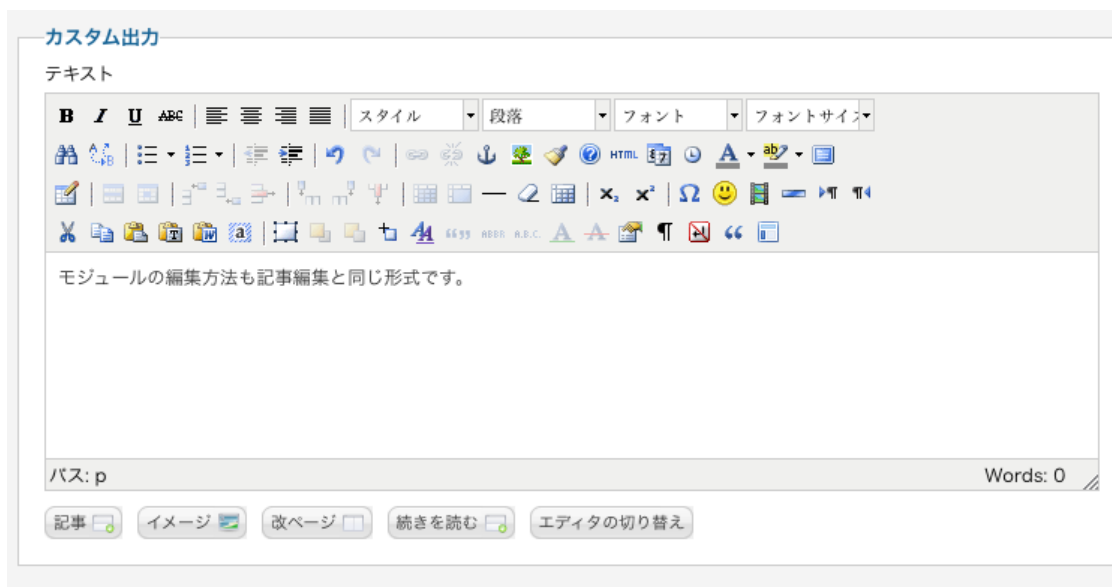 カスタム出力
テキスト
B I U ABC スタイル 段落 フォント フォントサイズ
HTML A ab
x₂ x² Ω ¶ ¶
T W a A “„ ABBR A.B.C. A A ¶ “
モジュールの編集方法も記事編集と同じ形式です。
パス: p Words: 0
記事 イメージ 改ページ 続きを読む エディタの切り替え